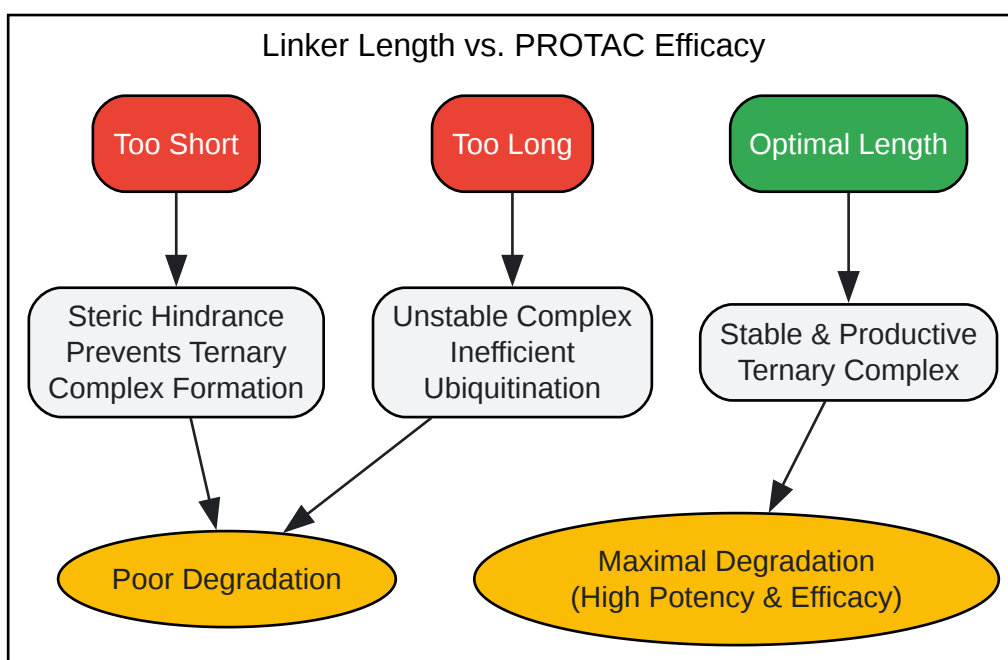 Linker Length vs. PROTAC Efficacy
Too Short
Too Long
Optimal Length
Steric Hindrance
Prevents Ternary
Complex Formation
Unstable Complex
Inefficient
Ubiquitination
Stable & Productive
Ternary Complex
Poor Degradation
Maximal Degradation
(High Potency & Efficacy)